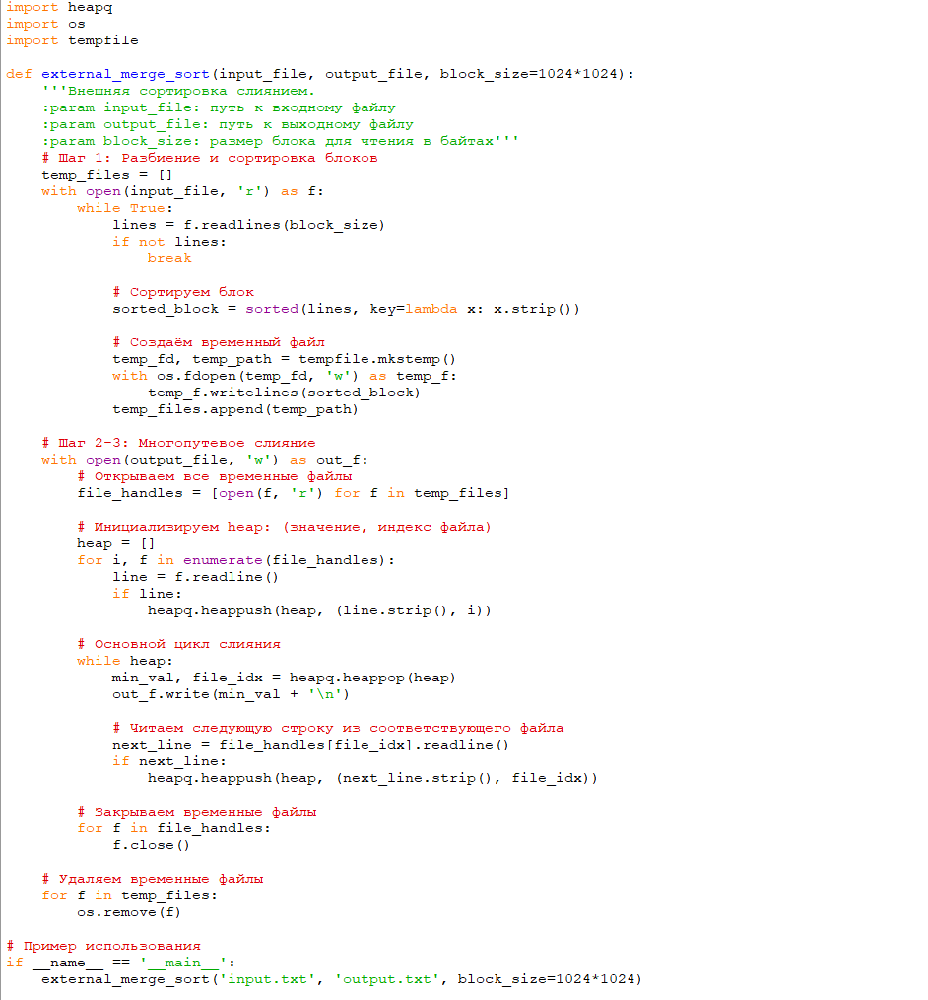 import heapq
import os
import tempfile

def external_merge_sort(input_file, output_file, block_size=1024*1024):
    '''Внешняя сортировка слиянием.
    :param input_file: путь к входному файлу
    :param output_file: путь к выходному файлу
    :param block_size: размер блока для чтения в байтах'''
    # Шаг 1: Разбиение и сортировка блоков
    temp_files = []
    with open(input_file, 'r') as f:
        while True:
            lines = f.readlines(block_size)
            if not lines:
                break

            # Сортируем блок
            sorted_block = sorted(lines, key=lambda x: x.strip())

            # Создаём временный файл
            temp_fd, temp_path = tempfile.mkstemp()
            with os.fdopen(temp_fd, 'w') as temp_f:
                temp_f.writelines(sorted_block)
            temp_files.append(temp_path)

    # Шаг 2-3: Многопутевое слияние
    with open(output_file, 'w') as out_f:
        # Открываем все временные файлы
        file_handles = [open(f, 'r') for f in temp_files]

        # Инициализируем heap: (значение, индекс файла)
        heap = []
        for i, f in enumerate(file_handles):
            line = f.readline()
            if line:
                heapq.heappush(heap, (line.strip(), i))

        # Основной цикл слияния
        while heap:
            min_val, file_idx = heapq.heappop(heap)
            out_f.write(min_val + '\n')

            # Читаем следующую строку из соответствующего файла
            next_line = file_handles[file_idx].readline()
            if next_line:
                heapq.heappush(heap, (next_line.strip(), file_idx))

        # Закрываем временные файлы
        for f in file_handles:
            f.close()

    # Удаляем временные файлы
    for f in temp_files:
        os.remove(f)

# Пример использования
if __name__ == '__main__':
    external_merge_sort('input.txt', 'output.txt', block_size=1024*1024)